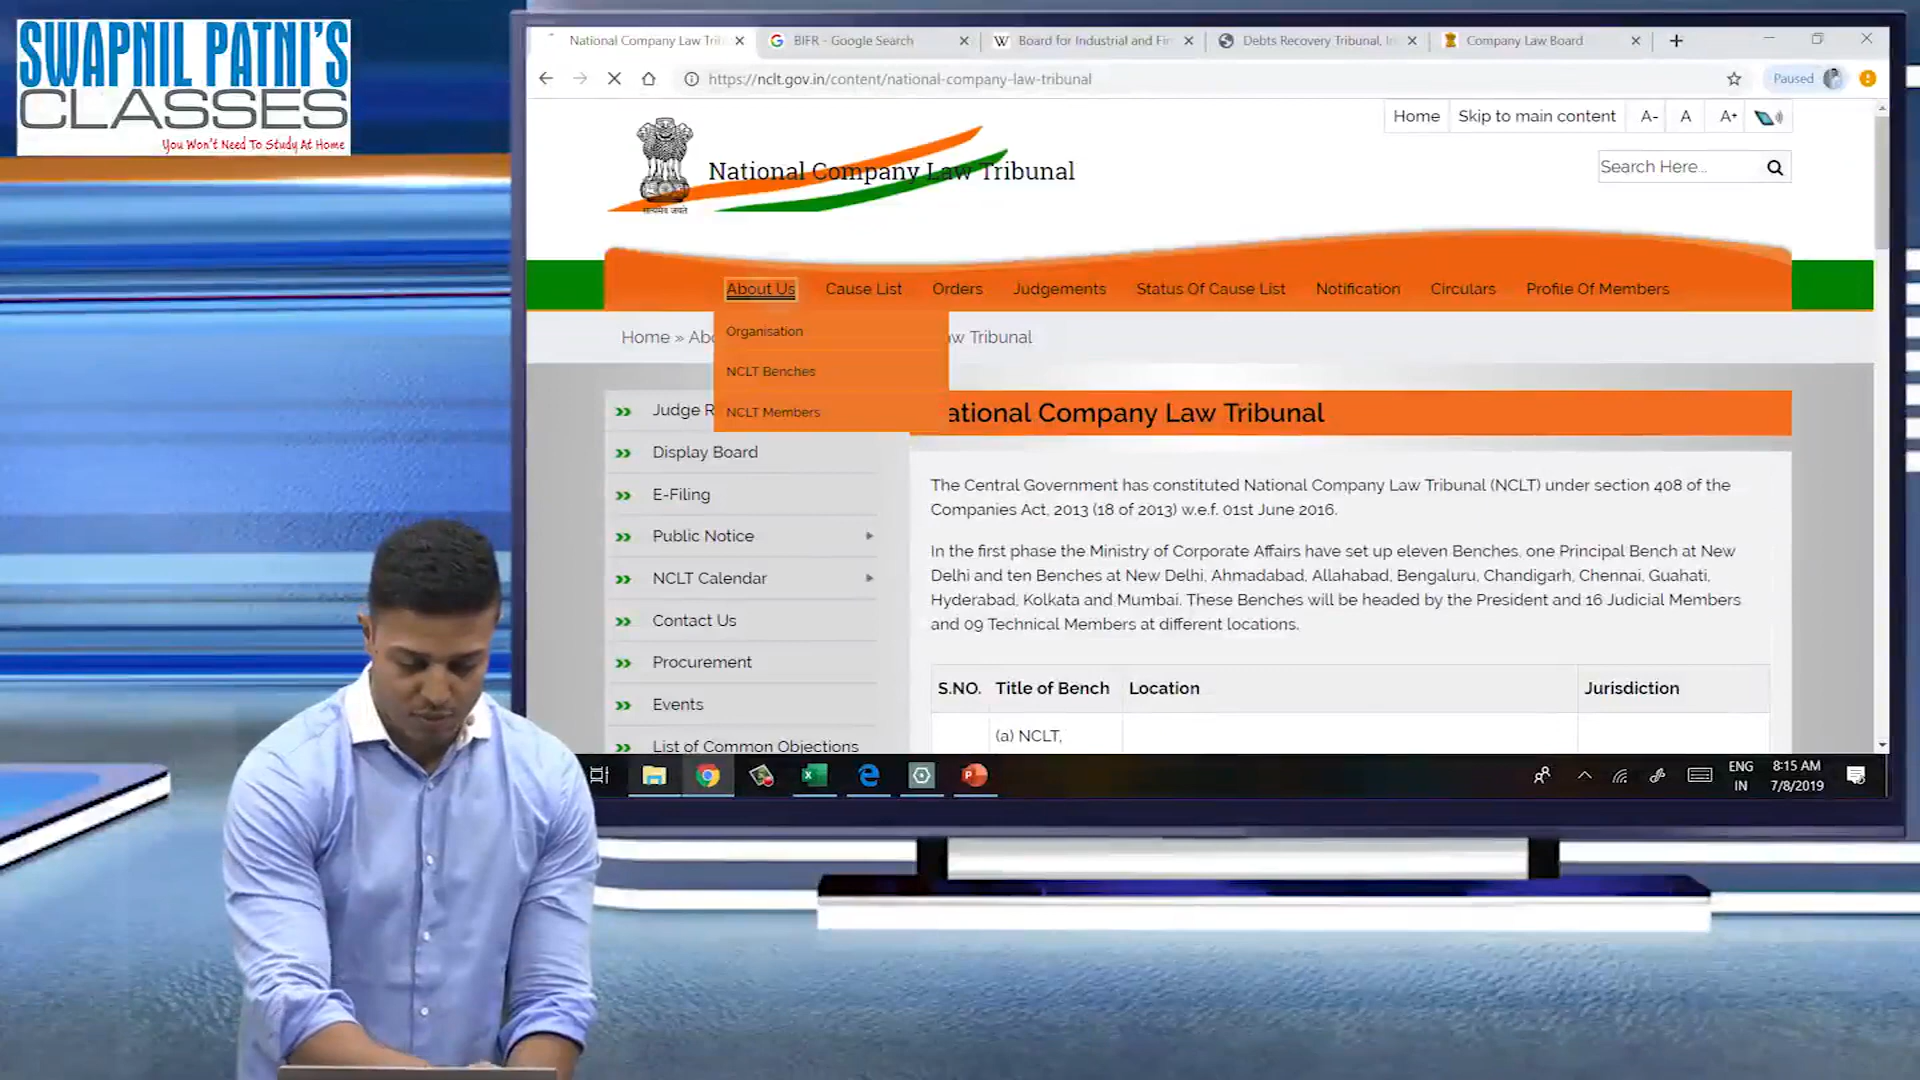 SWAPNIL PATNI'S
CLASSES
You Won't Need To Study At Home
National Company Law Tri
BIFR - Google Search
Board for Industrial and Fin
Debts Recovery Tribunal, In
Company Law Board
https://nclt.gov.in/content/national-company-law-tribunal
Paused
Home
Skip to main content
A-
A
A+
सत्यमेव जयते
National Company Law Tribunal
Search Here...
About Us
Cause List
Orders
Judgements
Status Of Cause List
Notification
Circulars
Profile Of Members
Organisation
NCLT Benches
NCLT Members
Home » Abo
w Tribunal
Judge R
Display Board
E-Filing
Public Notice
NCLT Calendar
Contact Us
Procurement
Events
List of Common Objections
ational Company Law Tribunal
The Central Government has constituted National Company Law Tribunal (NCLT) under section 408 of the
Companies Act, 2013 (18 of 2013) w.e.f. 01st June 2016.
In the first phase the Ministry of Corporate Affairs have set up eleven Benches, one Principal Bench at New
Delhi and ten Benches at New Delhi, Ahmadabad, Allahabad, Bengaluru, Chandigarh, Chennai, Guahati,
Hyderabad, Kolkata and Mumbai. These Benches will be headed by the President and 16 Judicial Members
and 09 Technical Members at different locations.
S.NO. Title of Bench Location Jurisdiction
(a) NCLT,
ENG
IN
8:15 AM
7/8/2019